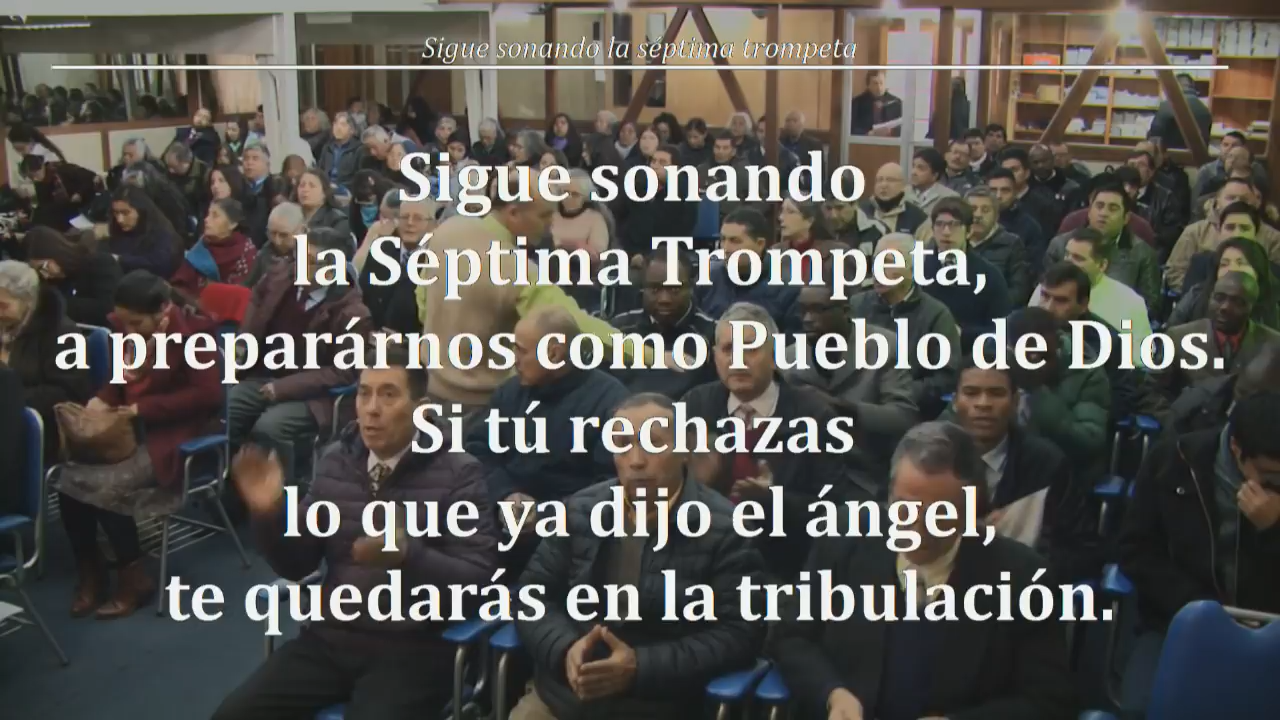 Sigue sonando la séptima trompeta
Sigue sonando
la Séptima Trompeta,
a preparárnos como Pueblo de Dios.
Si tú rechazas
lo que ya dijo el ángel,
te quedarás en la tribulación.